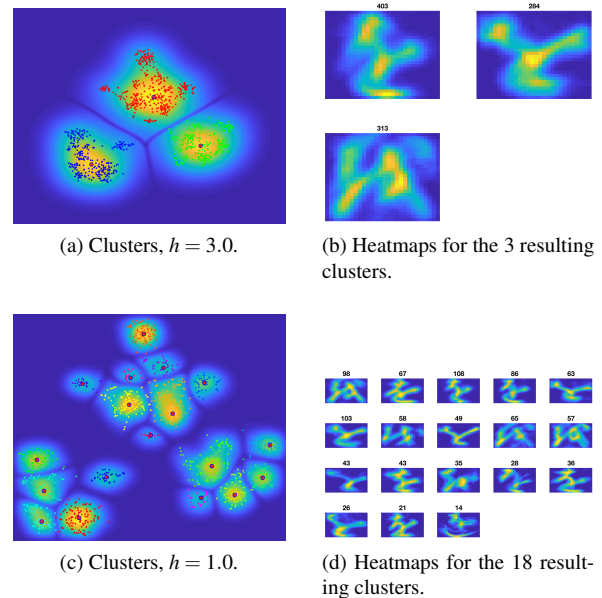 403 284
313
(a) Clusters, h = 3.0.
(b) Heatmaps for the 3 resulting
clusters.
98 67 108 86 63
103 58 49 65 57
43 43 35 28 36
26 21 14
(c) Clusters, h = 1.0.
(d) Heatmaps for the 18 result-
ing clusters.